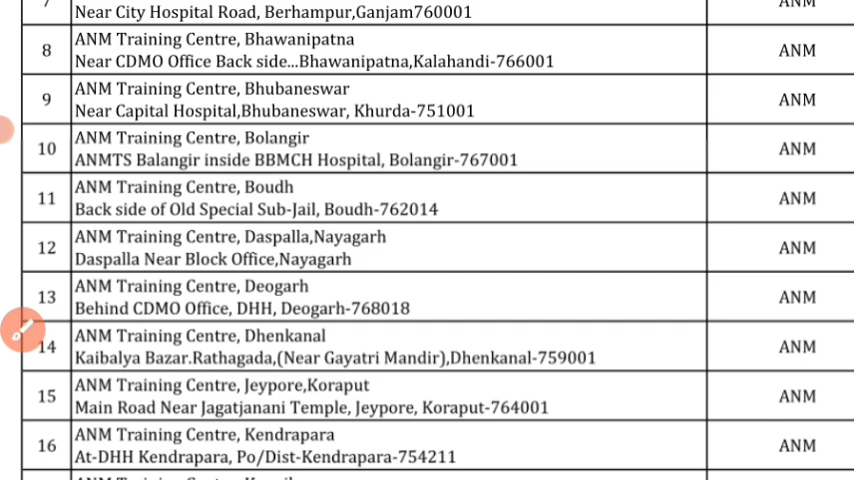 7
Near City Hospital Road, Berhampur,Ganjam760001
ANM
8
ANM Training Centre, Bhawanipatna
Near CDMO Office Back side...Bhawanipatna,Kalahandi-766001
ANM
9
ANM Training Centre, Bhubaneswar
Near Capital Hospital,Bhubaneswar, Khurda-751001
ANM
10
ANM Training Centre, Bolangir
ANMTS Balangir inside BBMCH Hospital, Bolangir-767001
ANM
11
ANM Training Centre, Boudh
Back side of Old Special Sub-Jail, Boudh-762014
ANM
12
ANM Training Centre, Daspalla,Nayagarh
Daspalla Near Block Office,Nayagarh
ANM
13
ANM Training Centre, Deogarh
Behind CDMO Office, DHH, Deogarh-768018
ANM
14
ANM Training Centre, Dhenkanal
Kaibalya Bazar.Rathagada,(Near Gayatri Mandir),Dhenkanal-759001
ANM
15
ANM Training Centre, Jeypore,Koraput
Main Road Near Jagatjanani Temple, Jeypore, Koraput-764001
ANM
16
ANM Training Centre, Kendrapara
At-DHH Kendrapara, Po/Dist-Kendrapara-754211
ANM